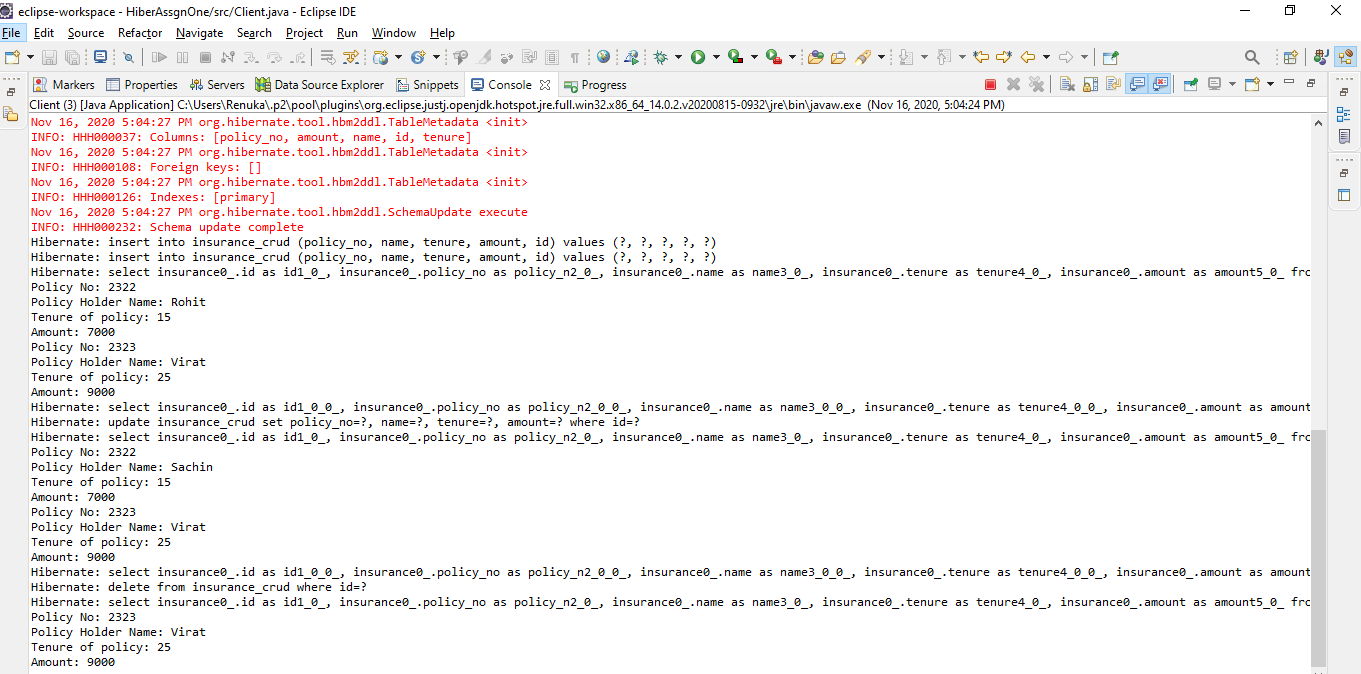 eclipse-workspace - HiberAssgnOne/src/Client.java - Eclipse IDE
File Edit Source Refactor Navigate Search Project Run Window Help
Markers Properties Servers Data Source Explorer Snippets Console Progress
Client (3) [Java Application] C:\Users\Renuka\.p2\pool\plugins\org.eclipse.justj.openjdk.hotspot.jre.full.win32.x86_64_14.0.2.v20200815-0932\jre\bin\javaw.exe (Nov 16, 2020, 5:04:24 PM)
Nov 16, 2020 5:04:27 PM org.hibernate.tool.hbm2ddl.TableMetadata <init>
INFO: HHH000037: Columns: [policy_no, amount, name, id, tenure]
Nov 16, 2020 5:04:27 PM org.hibernate.tool.hbm2ddl.TableMetadata <init>
INFO: HHH000108: Foreign keys: []
Nov 16, 2020 5:04:27 PM org.hibernate.tool.hbm2ddl.TableMetadata <init>
INFO: HHH000126: Indexes: [primary]
Nov 16, 2020 5:04:27 PM org.hibernate.tool.hbm2ddl.SchemaUpdate execute
INFO: HHH000232: Schema update complete
Hibernate: insert into insurance_crud (policy_no, name, tenure, amount, id) values (?, ?, ?, ?, ?)
Hibernate: insert into insurance_crud (policy_no, name, tenure, amount, id) values (?, ?, ?, ?, ?)
Hibernate: select insurance0_.id as id1_0_, insurance0_.policy_no as policy_n2_0_, insurance0_.name as name3_0_, insurance0_.tenure as tenure4_0_, insurance0_.amount as amount5_0_ fro
Policy No: 2322
Policy Holder Name: Rohit
Tenure of policy: 15
Amount: 7000
Policy No: 2323
Policy Holder Name: Virat
Tenure of policy: 25
Amount: 9000
Hibernate: select insurance0_.id as id1_0_0_, insurance0_.policy_no as policy_n2_0_0_, insurance0_.name as name3_0_0_, insurance0_.tenure as tenure4_0_0_, insurance0_.amount as amount
Hibernate: update insurance_crud set policy_no=?, name=?, tenure=?, amount=? where id=?
Hibernate: select insurance0_.id as id1_0_, insurance0_.policy_no as policy_n2_0_, insurance0_.name as name3_0_, insurance0_.tenure as tenure4_0_, insurance0_.amount as amount5_0_ fro
Policy No: 2322
Policy Holder Name: Sachin
Tenure of policy: 15
Amount: 7000
Policy No: 2323
Policy Holder Name: Virat
Tenure of policy: 25
Amount: 9000
Hibernate: select insurance0_.id as id1_0_0_, insurance0_.policy_no as policy_n2_0_0_, insurance0_.name as name3_0_0_, insurance0_.tenure as tenure4_0_0_, insurance0_.amount as amount
Hibernate: delete from insurance_crud where id=?
Hibernate: select insurance0_.id as id1_0_, insurance0_.policy_no as policy_n2_0_, insurance0_.name as name3_0_, insurance0_.tenure as tenure4_0_, insurance0_.amount as amount5_0_ fro
Policy No: 2323
Policy Holder Name: Virat
Tenure of policy: 25
Amount: 9000